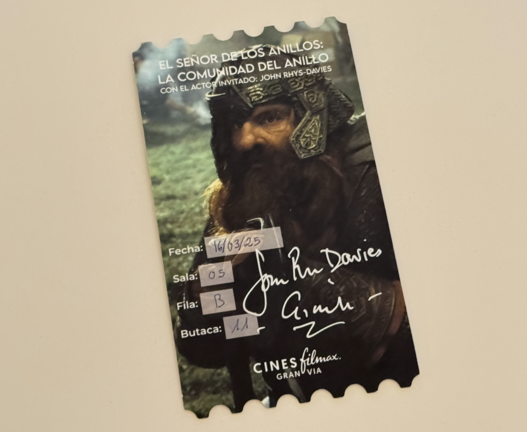 EL SEÑOR DE LOS ANILLOS:
LA COMUNIDAD DEL ANILLO
CON EL ACTOR INVITADO: JOHN RHYS-DAVIES
Fecha: 16/03/25
Sala: 05
Fila: B
Butaca: 11
John Rhys Davies
- Gimli -
CINES filmax
GRAN VIA